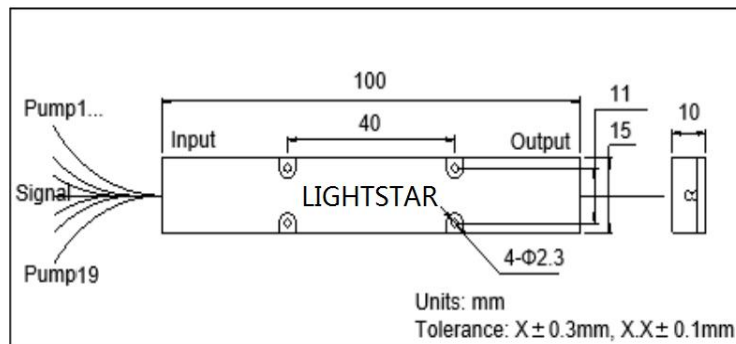 100
Pump1...
11
10
Input
40
Output
15
Signal
LIGHTSTAR
Pump19
4-Φ2.3
Units: mm
Tolerance: X±0.3mm, X.X±0.1mm